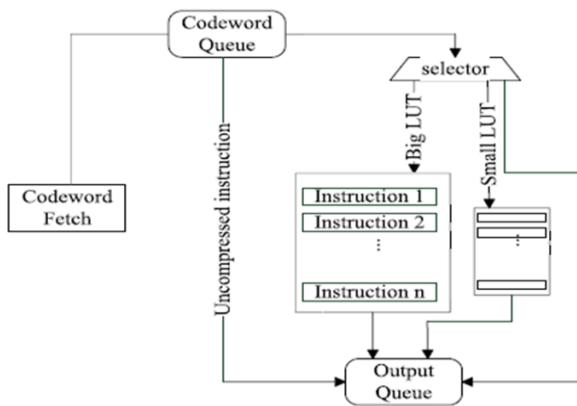 Codeword
Queue
selector
Big LUT
Small LUT
Uncompressed instruction
Codeword
Fetch
Instruction 1
Instruction 2
...
Instruction n
...
Output
Queue